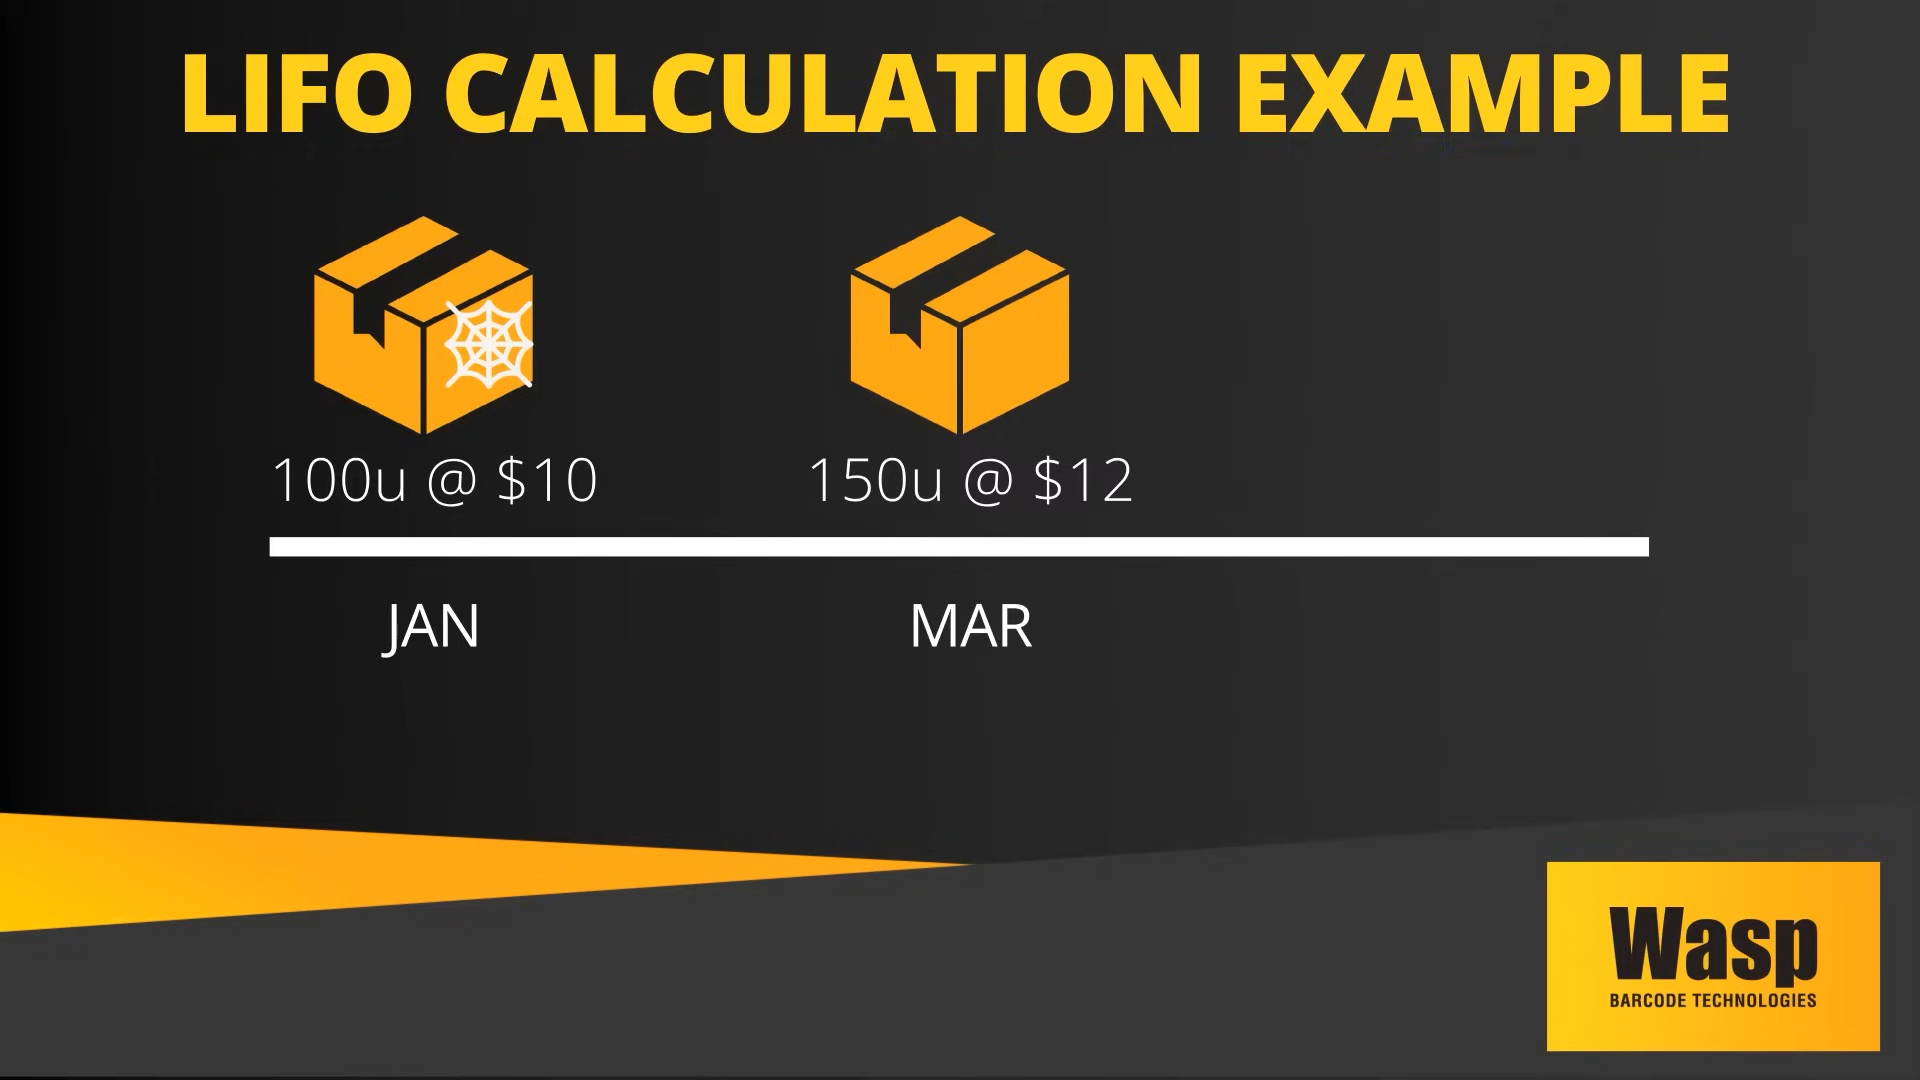 LIFO CALCULATION EXAMPLE
100u @ $10
150u @ $12
JAN
MAR
Wasp
BARCODE TECHNOLOGIES